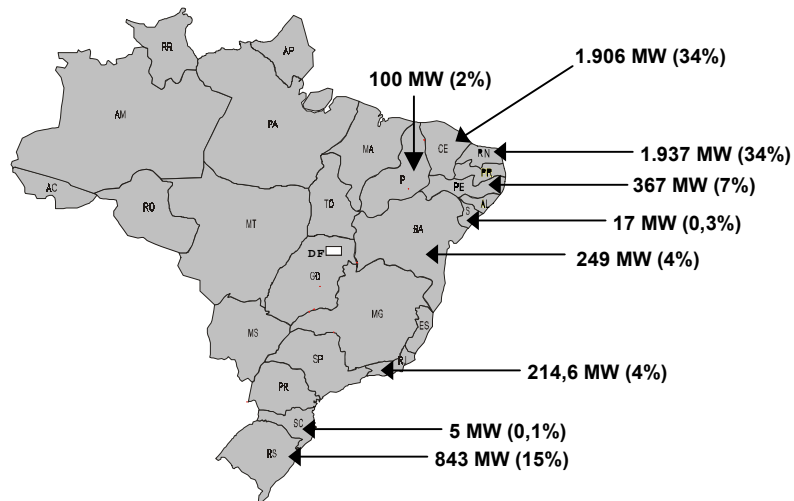 RR
AP
1.906 MW (34%)
100 MW (2%)
AM
PA
MA
CE
RN
1.937 MW (34%)
P
PR
PE
367 MW (7%)
AC
RO
TO
AL
S
17 MW (0,3%)
MT
BA
DF
249 MW (4%)
GO
MG
MS
ES
SP
RJ
214,6 MW (4%)
PR
SC
5 MW (0,1%)
RS
843 MW (15%)